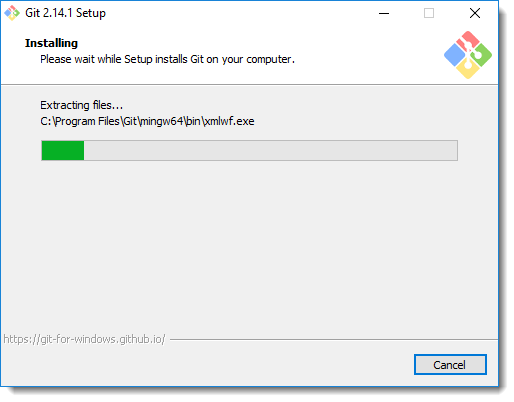 Git 2.14.1 Setup
Installing
Please wait while Setup installs Git on your computer.
Extracting files...
C:\Program Files\Git\mingw64\bin\xmlwf.exe
https://git-for-windows.github.io/
Cancel